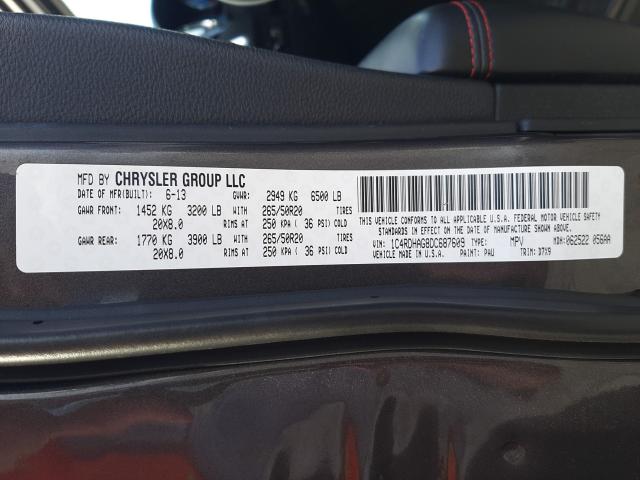 MFD BY CHRYSLER GROUP LLC
DATE OF MFR(BUILT): 6-13 GVWR: 2949 KG 6500 LB
GAWR FRONT: 1452 KG 3200 LB WITH 265/50R20 TIRES
20X8.0 RIMS AT 250 KPA ( 36 PSI) COLD
GAWR REAR: 1770 KG 3900 LB WITH 265/50R20 TIRES
20X8.0 RIMS AT 250 KPA ( 36 PSI) COLD
THIS VEHICLE CONFORMS TO ALL APPLICABLE U.S.A. FEDERAL MOTOR VEHICLE SAFETY
STANDARDS IN EFFECT ON THE DATE OF MANUFACTURE SHOWN ABOVE.
VIN: 1C4RDHAG8DC687609 TYPE: MPV MDH: 062522 056AA
VEHICLE MADE IN U.S.A. PAINT: PAU TRIM: D7X9